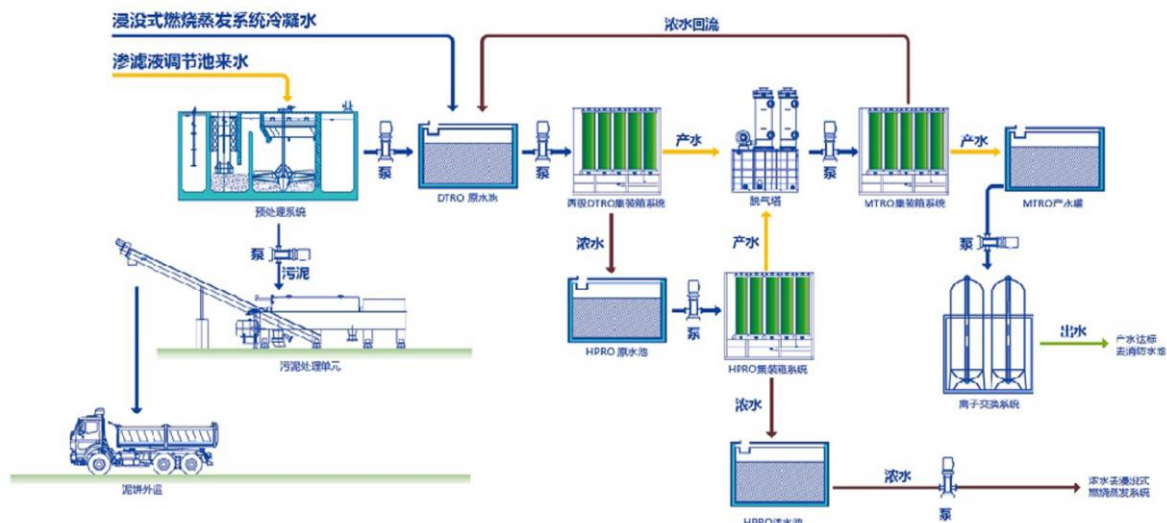 浸没式燃烧蒸发系统冷凝水
浓水回流
渗滤液调节池来水
泵
泵
产水
泵
产水
预处理系统
DTRO 原水池
两级DTRO集装箱系统
脱气塔
MTRO集装箱系统
MTRO产水罐
泵
污泥
浓水
产水
泵
泵
HPRO 原水池
HPRO集装箱系统
出水
产水达标
去消防水池
污泥处理单元
浓水
离子交换系统
浓水
浓水去浸没式
燃烧蒸发系统
泥饼外运
泵
HPRO浓水池